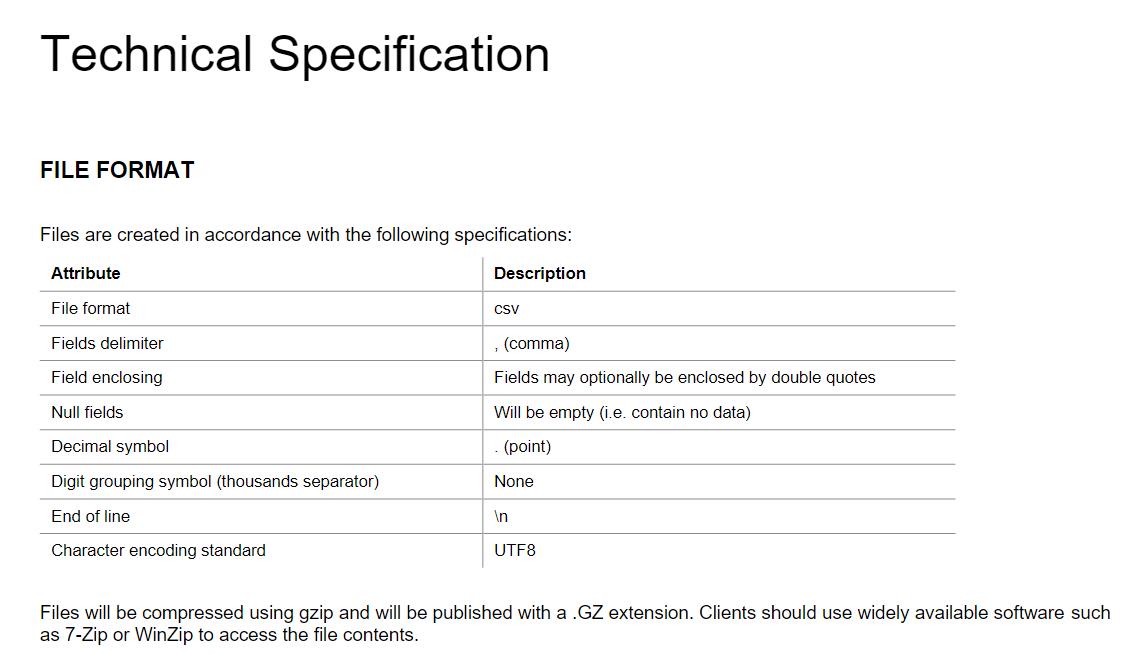 Technical Specification
FILE FORMAT
Files are created in accordance with the following specifications:
Attribute Description
File format csv
Fields delimiter , (comma)
Field enclosing Fields may optionally be enclosed by double quotes
Null fields Will be empty (i.e. contain no data)
Decimal symbol . (point)
Digit grouping symbol (thousands separator) None
End of line \n
Character encoding standard UTF8
Files will be compressed using gzip and will be published with a .GZ extension. Clients should use widely available software such
as 7-Zip or WinZip to access the file contents.